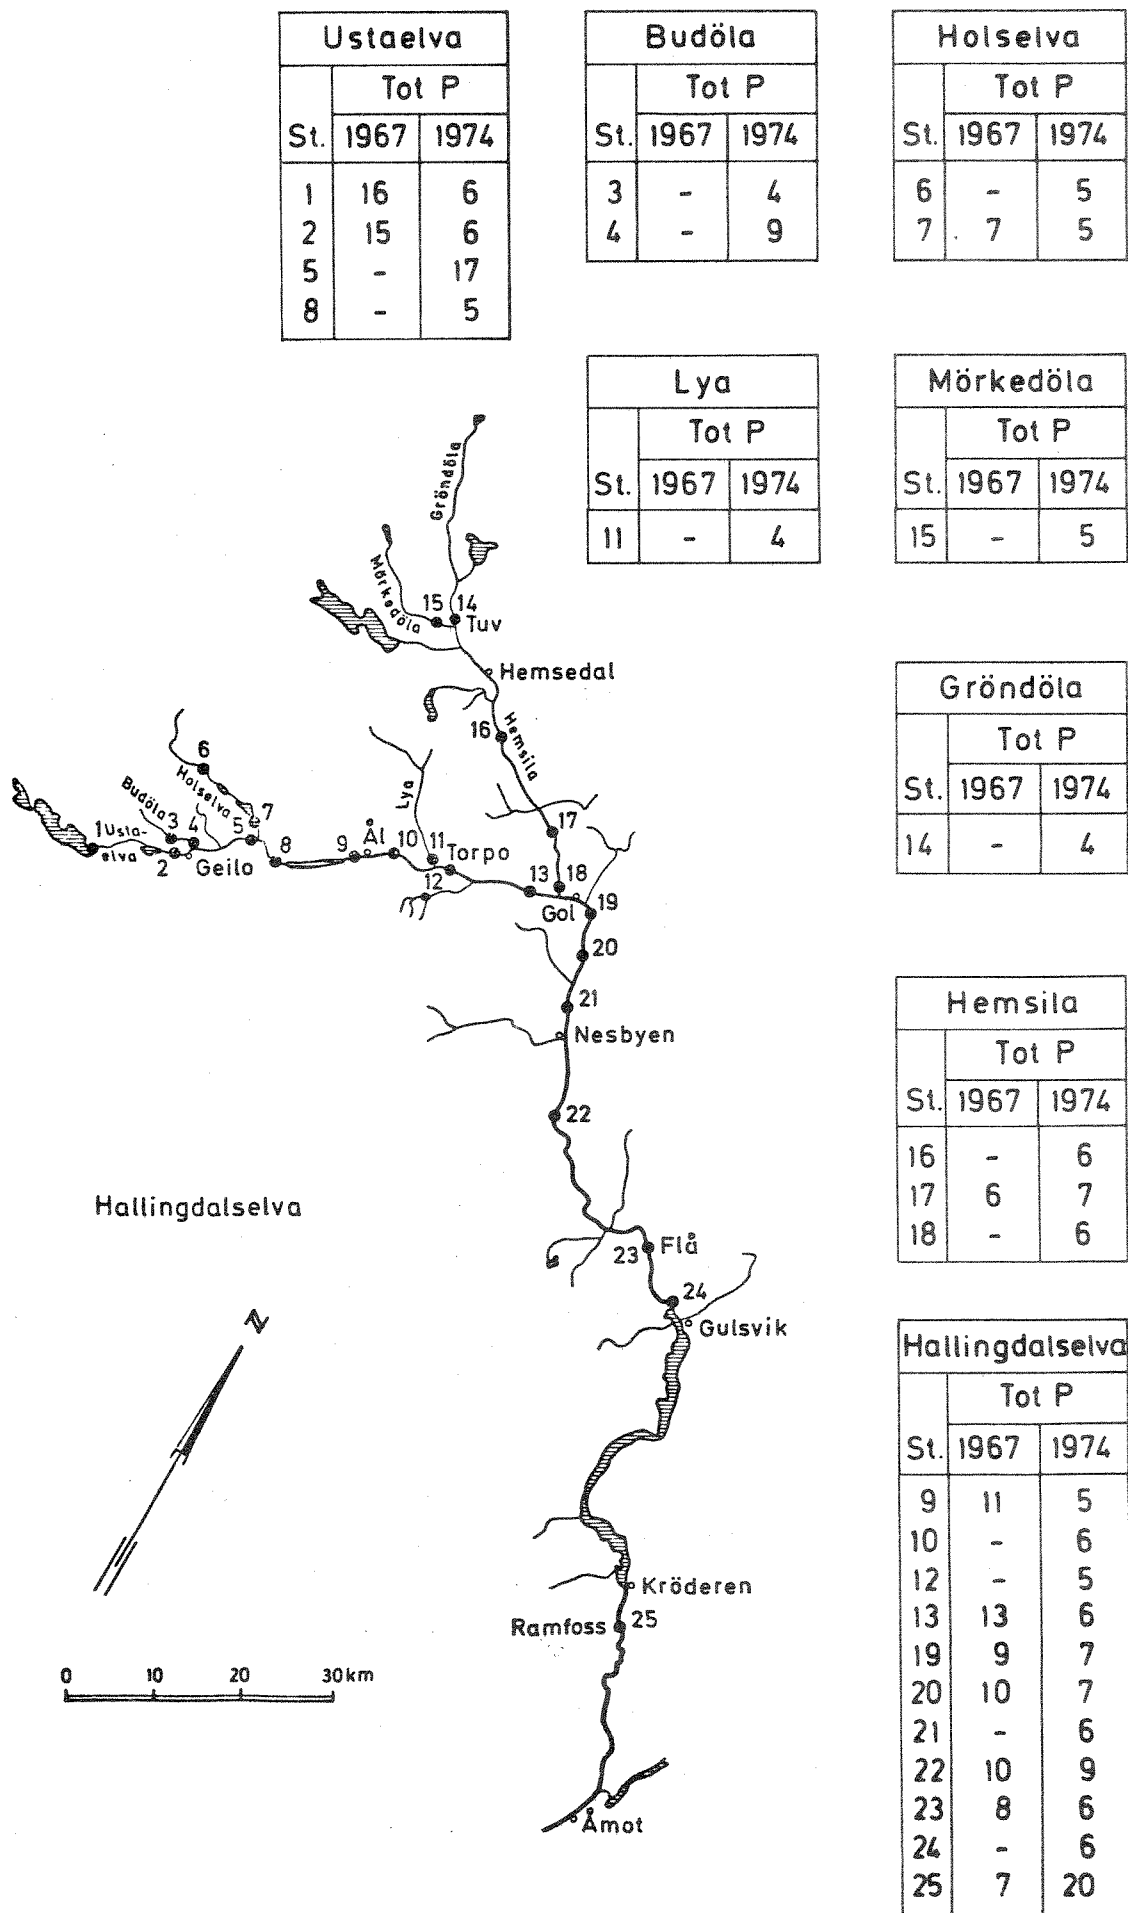 Ustaelva
Tot P
St. 1967 1974
1 16 6
2 15 6
5 - 17
8 - 5
Budöla
Tot P
St. 1967 1974
3 - 4
4 - 9
Holselva
Tot P
St. 1967 1974
6 - 5
7 7 5
Lya
Tot P
St. 1967 1974
11 - 4
Mörkedöla
Tot P
St. 1967 1974
15 - 5
Gröndöla
Tot P
St. 1967 1974
14 - 4
Hemsila
Tot P
St. 1967 1974
16 - 6
17 6 7
18 - 6
Hallingdalselva
Tot P
St. 1967 1974
9 11 5
10 - 6
12 - 5
13 13 6
19 9 7
20 10 7
21 - 6
22 10 9
23 8 6
24 - 6
25 7 20
Gröndöla
Mörkedöla
15 14
Tuv
Hemsedal
16
Hemsila
6
Holselva
7
Lya
Budöla
3 4 5
1 Usta-
elva
2 Geilo
8
9 Ål 10 11 Torpo
12
17
13 18
Gol 19
20
21
Nesbyen
22
Hallingdalselva
23 Flå
24
Gulsvik
N
Kröderen
Ramfoss 25
0 10 20 30km
Åmot